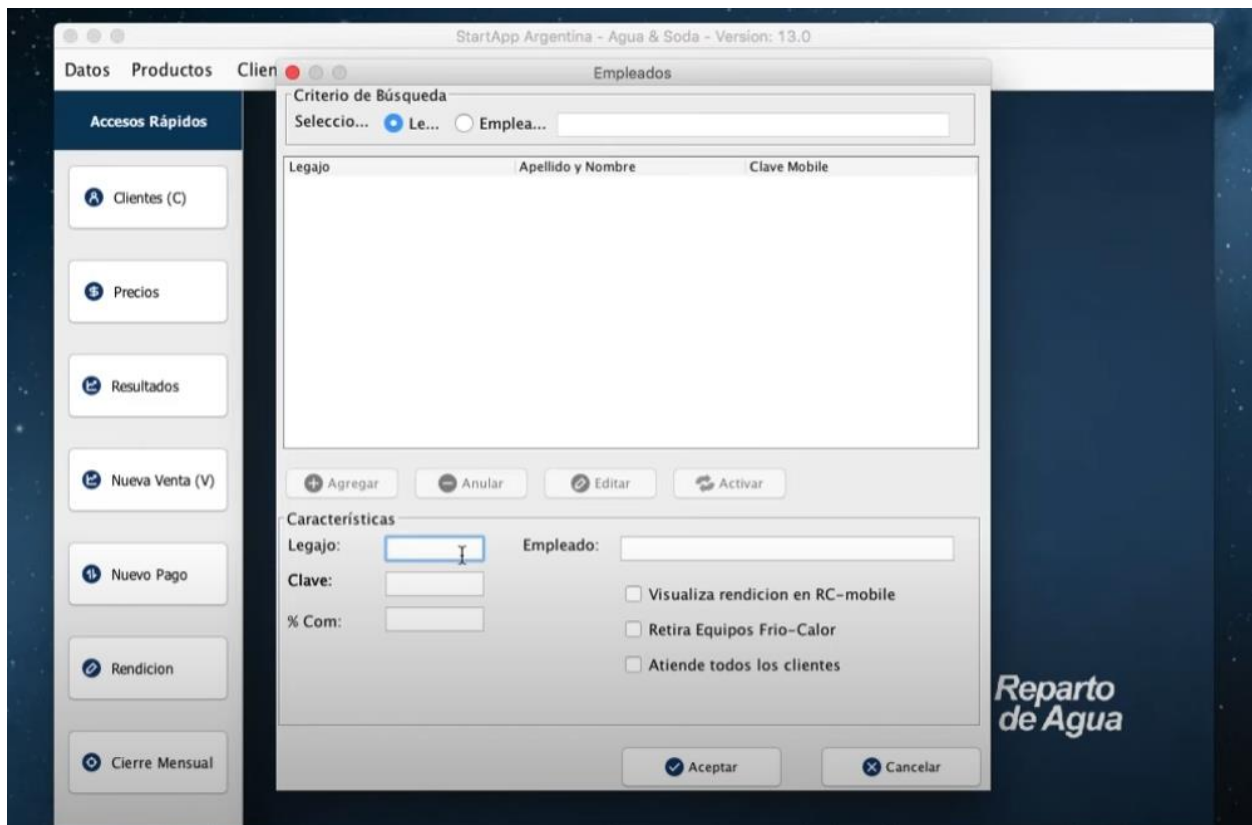 StartApp Argentina - Agua & Soda - Version: 13.0
Datos Productos Clien
Empleados
Accesos Rápidos
Clientes (C)
Precios
Resultados
Nueva Venta (V)
Nuevo Pago
Rendicion
Cierre Mensual
Criterio de Búsqueda
Seleccio... Le... Emplea...
Legajo Apellido y Nombre Clave Mobile
Agregar Anular Editar Activar
Características
Legajo: Empleado:
Clave:
% Com:
Visualiza rendicion en RC-mobile
Retira Equipos Frio-Calor
Atiende todos los clientes
Aceptar Cancelar
Reparto
de Agua